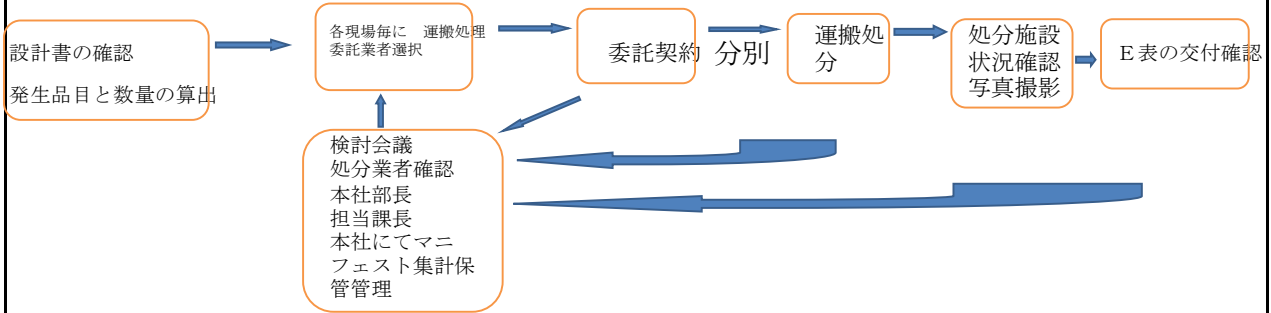 設計書の確認
発生品目と数量の算出
各現場毎に　運搬処理
委託業者選択
委託契約
分別
運搬処
分
処分施設
状況確認
写真撮影
Ｅ表の交付確認
検討会議
処分業者確認
本社部長
担当課長
本社にてマニ
フェスト集計保
管管理